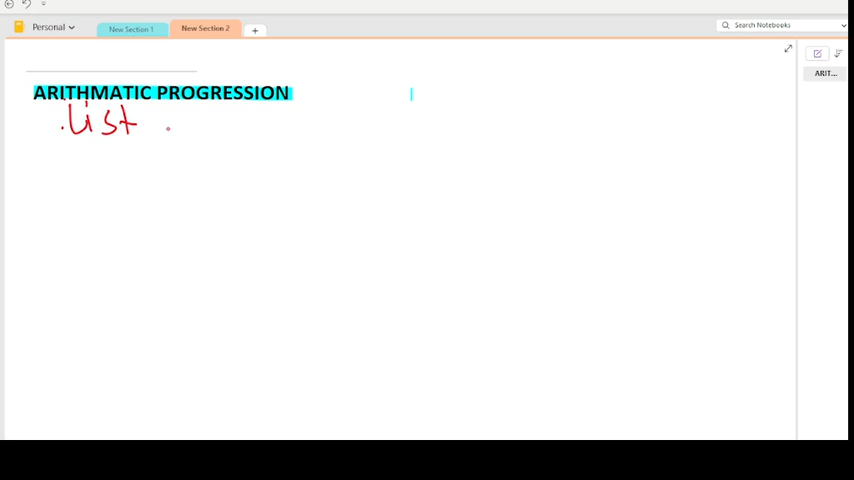 Personal
New Section 1
New Section 2
+
Search Notebooks
ARIT...
ARITHMATIC PROGRESSION
.list